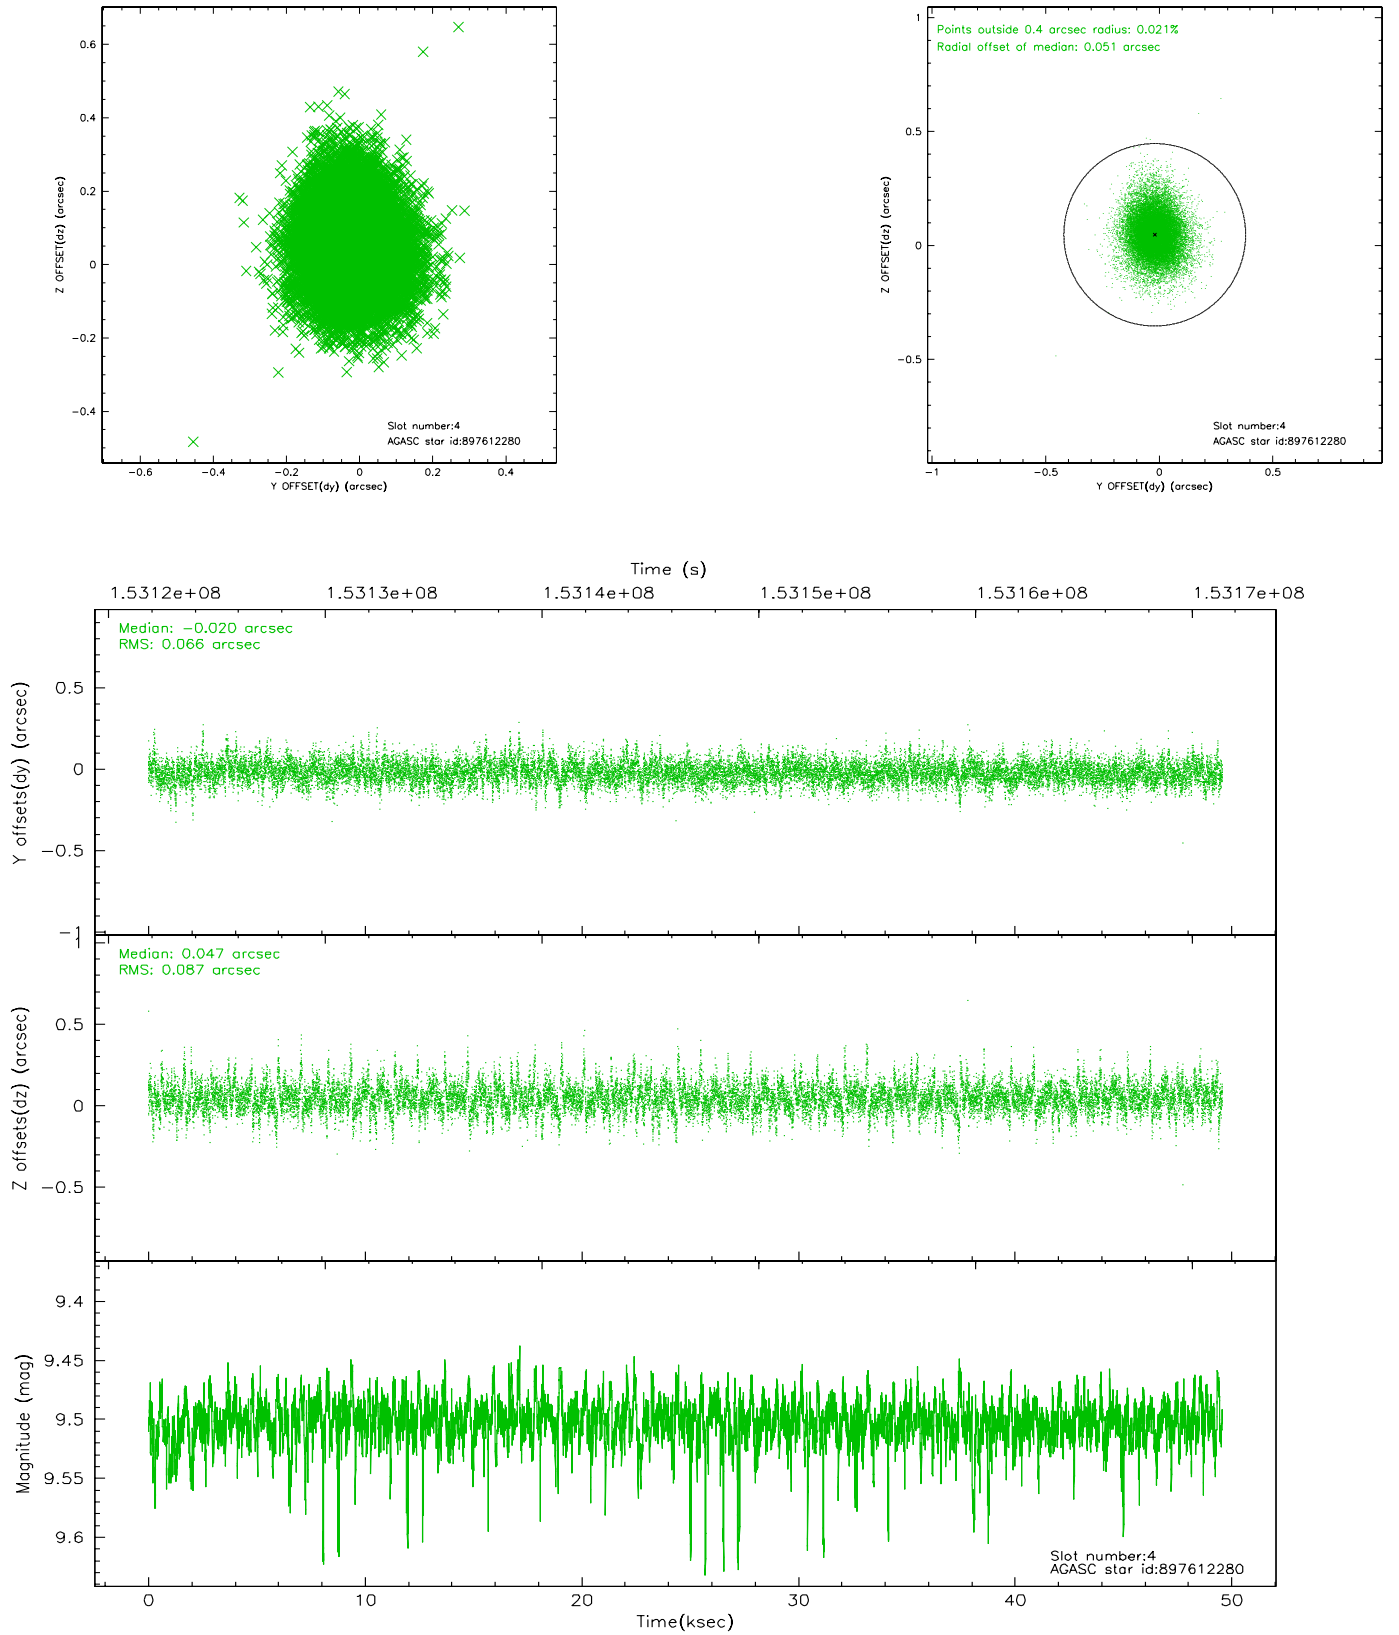 0.6
0.4
0.2
0
−0.2
−0.4
Z OFFSET(dz) (arcsec)
Slot number:4
AGASC star id:897612280
−0.6
−0.4
−0.2
0
0.2
0.4
Y OFFSET(dy) (arcsec)
Points outside 0.4 arcsec radius: 0.021%
Radial offset of median: 0.051 arcsec
1
0.5
0
−0.5
Z OFFSET(dz) (arcsec)
Slot number:4
AGASC star id:897612280
−1
−0.5
0
0.5
Y OFFSET(dy) (arcsec)
Time (s)
1.5312e+08
1.5313e+08
1.5314e+08
1.5315e+08
1.5316e+08
1.5317e+08
Median: −0.020 arcsec
RMS: 0.066 arcsec
0.5
0
−0.5
−1
Y offsets(dy) (arcsec)
Median: 0.047 arcsec
RMS: 0.087 arcsec
1
0.5
0
−0.5
Z offsets(dz) (arcsec)
9.4
9.45
9.5
9.55
9.6
Magnitude (mag)
Slot number:4
AGASC star id:897612280
0
10
20
30
40
50
Time(ksec)